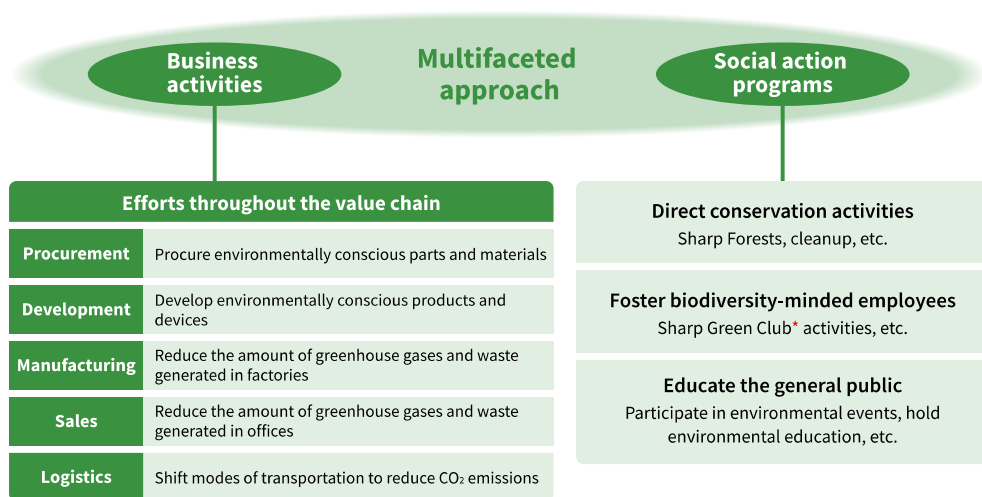 Business
activities
Multifaceted
approach
Social action
programs
Efforts throughout the value chain
Procurement
Procure environmentally conscious parts and materials
Development
Develop environmentally conscious products and
devices
Manufacturing
Reduce the amount of greenhouse gases and waste
generated in factories
Sales
Reduce the amount of greenhouse gases and waste
generated in offices
Logistics
Shift modes of transportation to reduce CO₂ emissions
Direct conservation activities
Sharp Forests, cleanup, etc.
Foster biodiversity-minded employees
Sharp Green Club* activities, etc.
Educate the general public
Participate in environmental events, hold
environmental education, etc.